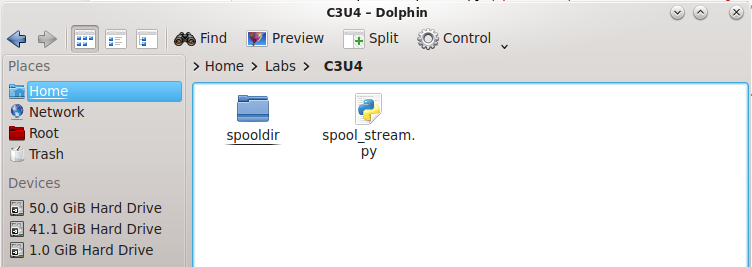 C3U4 – Dolphin
Find Preview Split Control
Places
Home
Network
Root
Trash
Devices
50.0 GiB Hard Drive
41.1 GiB Hard Drive
1.0 GiB Hard Drive
> Home > Labs > C3U4
spooldir
spool_stream.
py